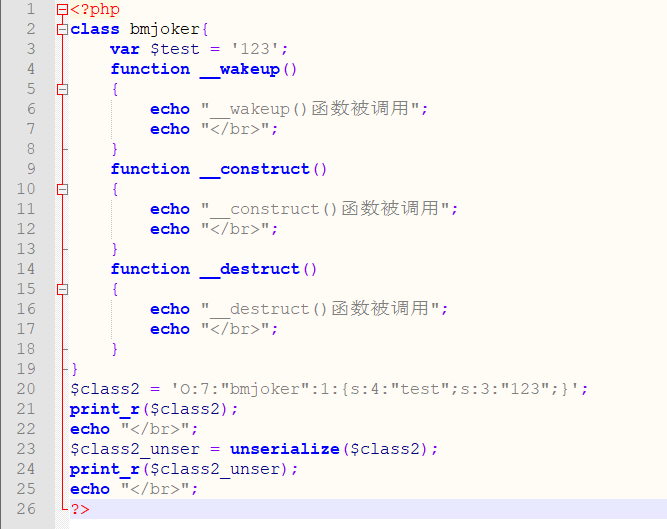 1 <?php
2 class bmjoker{
3     var $test = '123';
4     function __wakeup()
5     {
6         echo "__wakeup()函数被调用";
7         echo "</br>";
8     }
9     function __construct()
10     {
11         echo "__construct()函数被调用";
12         echo "</br>";
13     }
14     function __destruct()
15     {
16         echo "__destruct()函数被调用";
17         echo "</br>";
18     }
19 }
20 $class2 = 'O:7:"bmjoker":1:{s:4:"test";s:3:"123";}';
21 print_r($class2);
22 echo "</br>";
23 $class2_unser = unserialize($class2);
24 print_r($class2_unser);
25 echo "</br>";
26 ?>